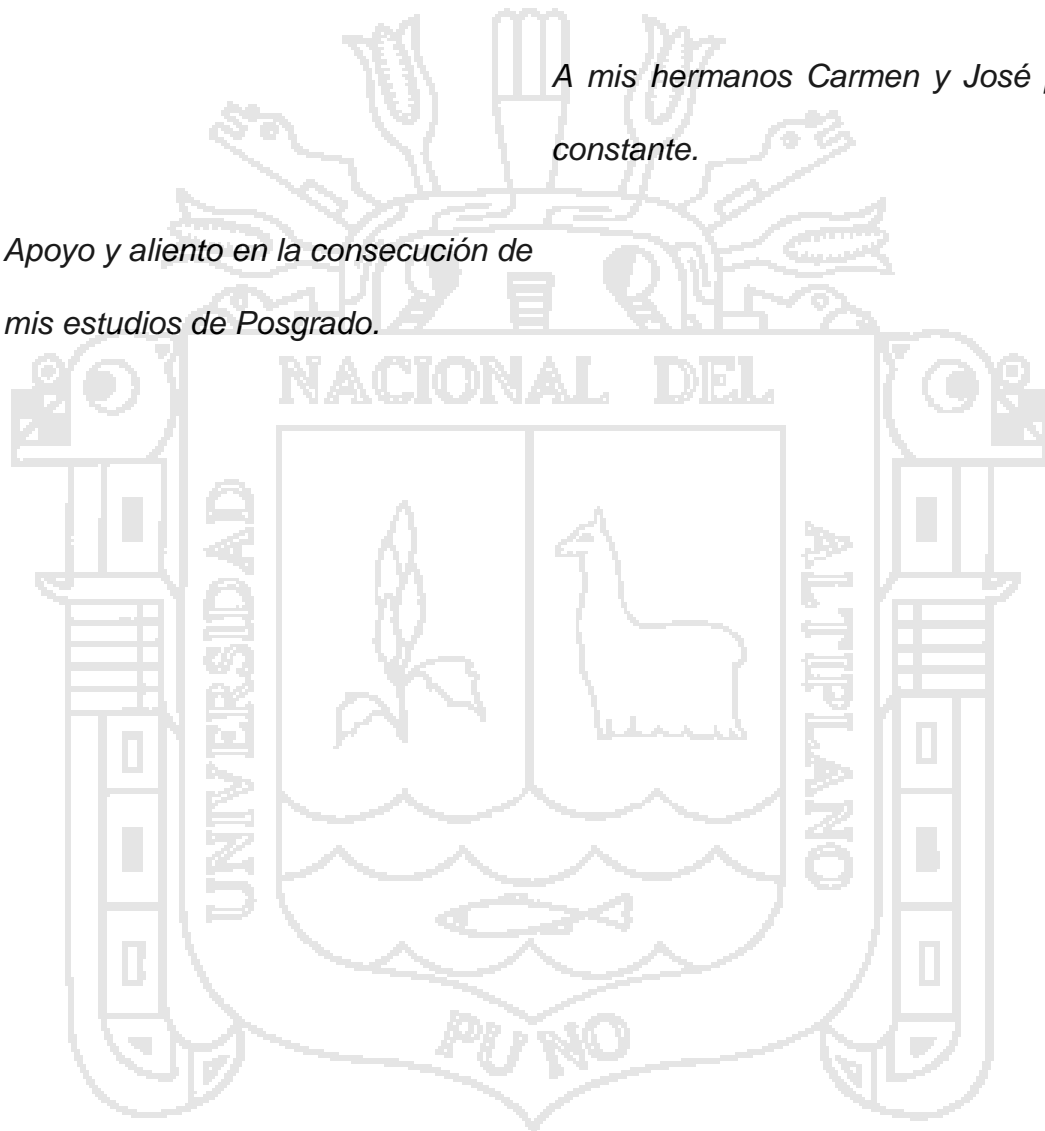 A mis hermanos Carmen y José
constante.
Apoyo y aliento en la consecución de
mis estudios de Posgrado.
NACIONAL DEL
UNIVERSIDAD
ALTIPLANO
PUNO